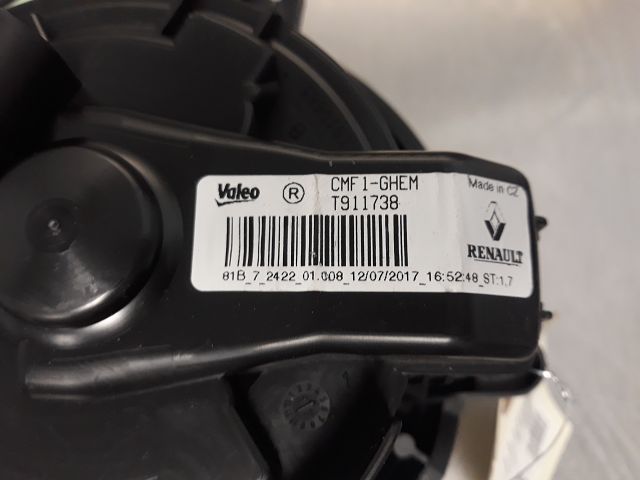 Valeo ® CMF1-GHEM
T911738
Made in CZ
RENAULT
81B_7_2422_01.008_12/07/2017_16:52:48_ST:1,7